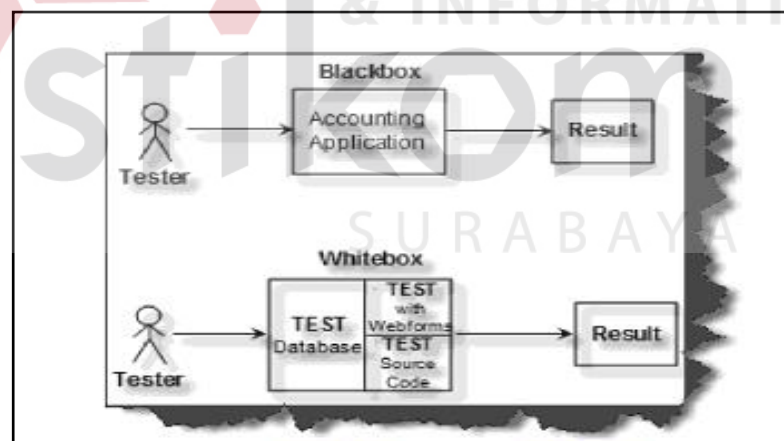 & INFORMATI
stikom
SURABAYA
Blackbox
Accounting
Application
Result
Tester
Whitebox
TEST
Database
TEST
with
Webforms
TEST
Source
Code
Result
Tester